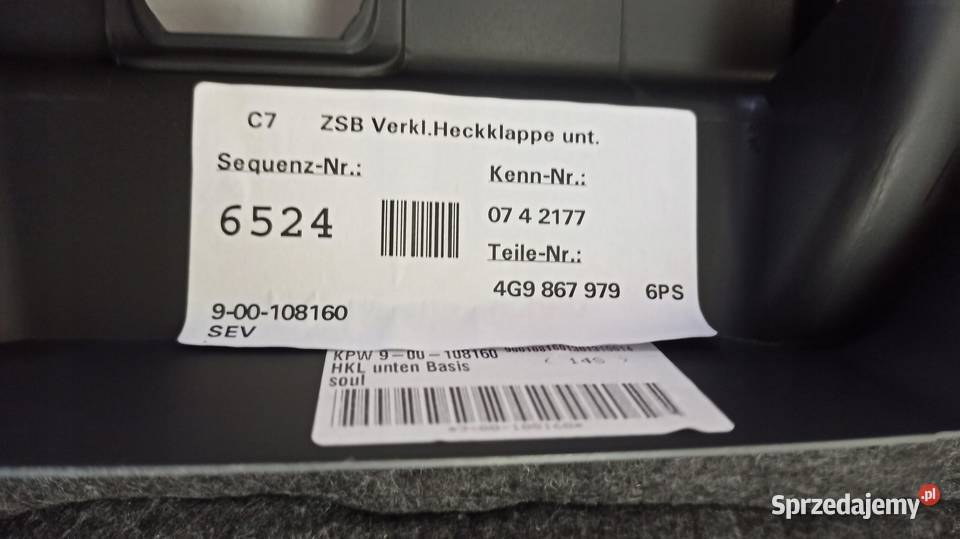 C7 ZSB Verkl.Heckklappe unt.
Sequenz-Nr.:
6524
Kenn-Nr.:
07 4 2177
Teile-Nr.:
4G9 867 979 6PS
9-00-108160
SEV
KPW 9-00-108160
HKL unten Basis
soul
Sprzedajemy.pl